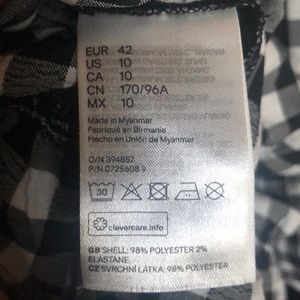 EUR 42
US 10
CA 10
CN 170/96A
MX 10
Made in Myanmar
Fabriqué en Birmanie
Hecho en Unión de Myanmar
O/N 394857
P/N 0725608 9
30
clevercare.info
GB SHELL: 98% POLYESTER 2%
ELASTANE
CZ SVRCHNÍ LÁTKA: 98% POLYESTER